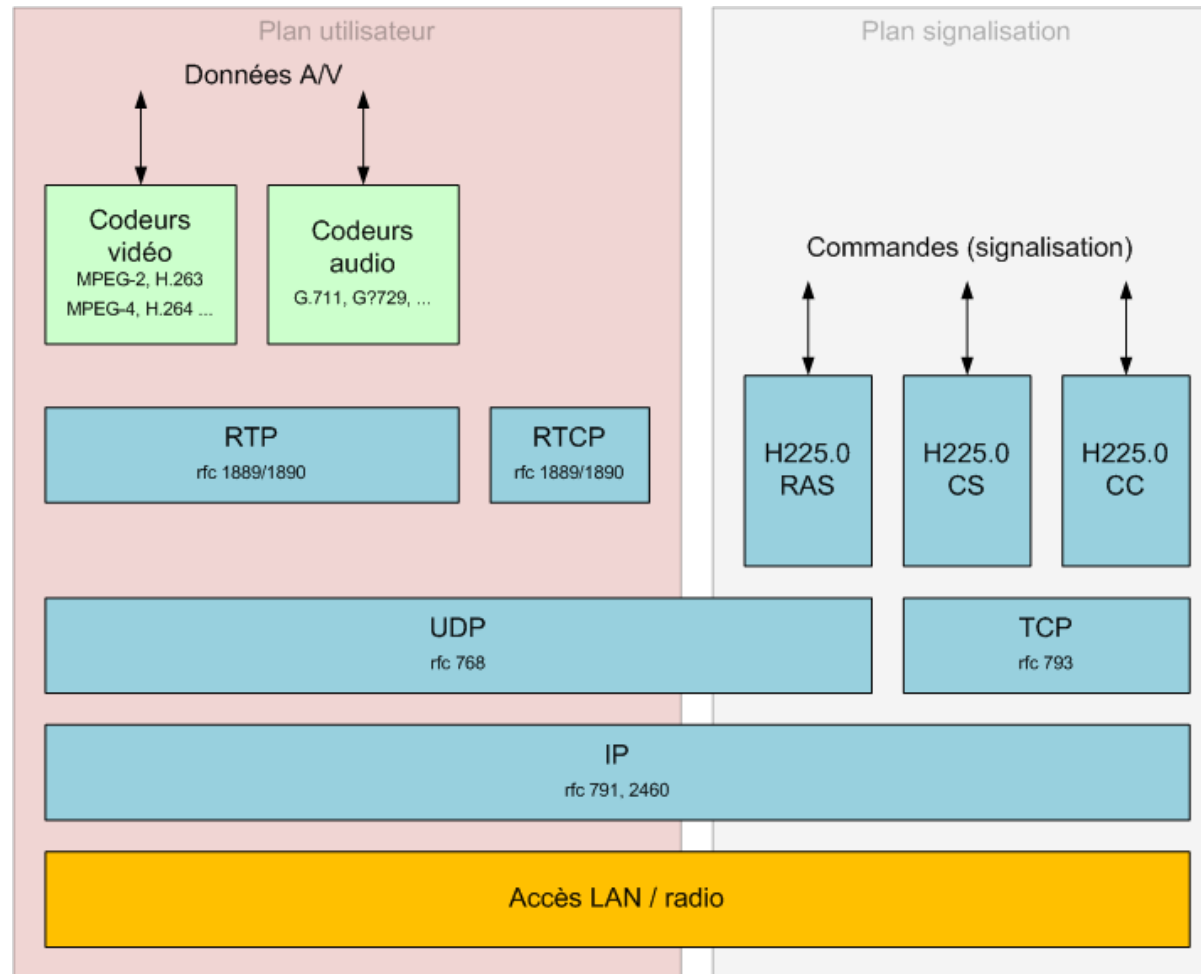 Plan utilisateur
Plan signalisation
Données A/V
Codeurs
vidéo
MPEG-2, H.263
MPEG-4, H.264 ...
Codeurs
audio
G.711, G?729, ...
Commandes (signalisation)
RTP
rfc 1889/1890
RTCP
rfc 1889/1890
H225.0
RAS
H225.0
CS
H225.0
CC
UDP
rfc 768
TCP
rfc 793
IP
rfc 791, 2460
Accès LAN / radio